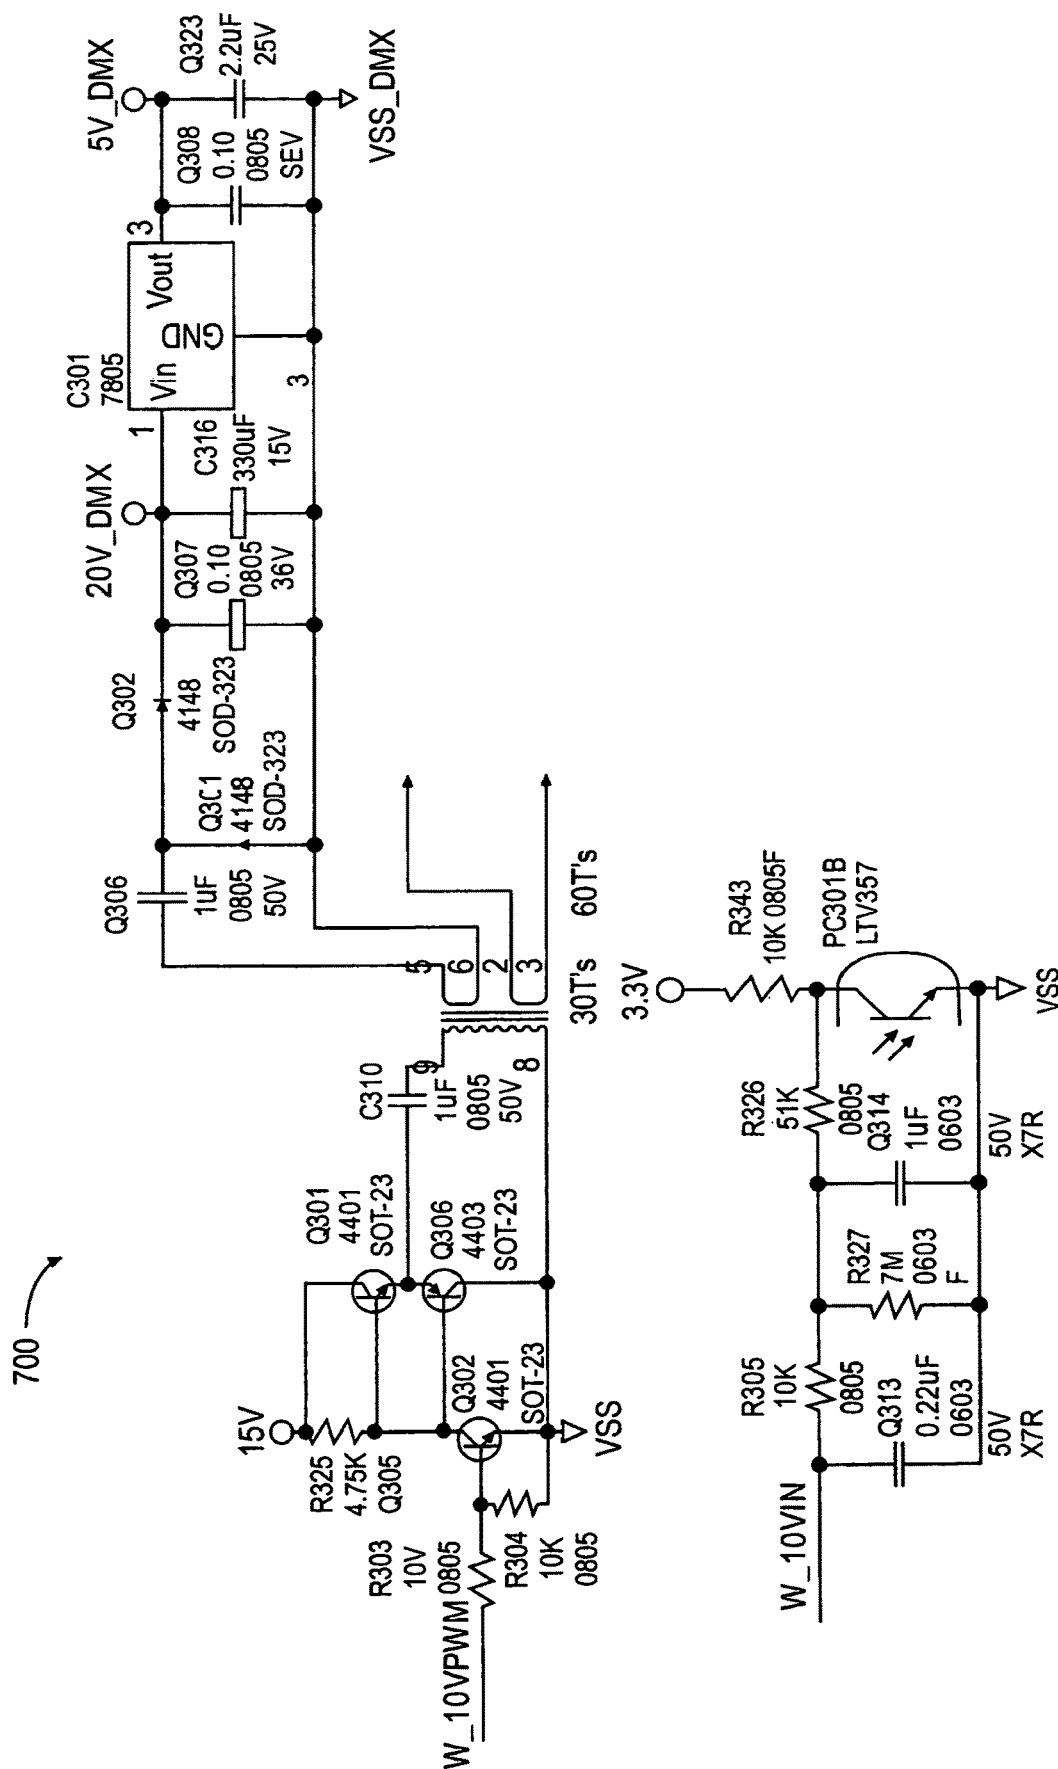 700
W_10VPWM
R303
10V
0805
R304
10K
0805
15V
R325
4.75K
Q305
Q302
4401
SOT-23
VSS
Q301
4401
SOT-23
Q306
4403
SOT-23
C310
1uF
0805
50V
9
8
5
6
2
3
30T's
60T's
Q306
1uF
0805
50V
Q301
4148
SOD-323
Q302
4148
SOD-323
20V_DMX
Q307
0.10
0805
36V
C316
330uF
15V
C301
7805
1
Vin
GND
Vout
3
3
5V_DMX
Q308
0.10
0805
SEV
Q323
2.2uF
25V
VSS_DMX
W_10VIN
R305
10K
0805
Q313
0.22uF
0603
50V
X7R
R327
7M
0603
F
R326
51K
0805
Q314
1uF
0603
50V
X7R
3.3V
R343
10K 0805F
PC301B
LTV357
VSS